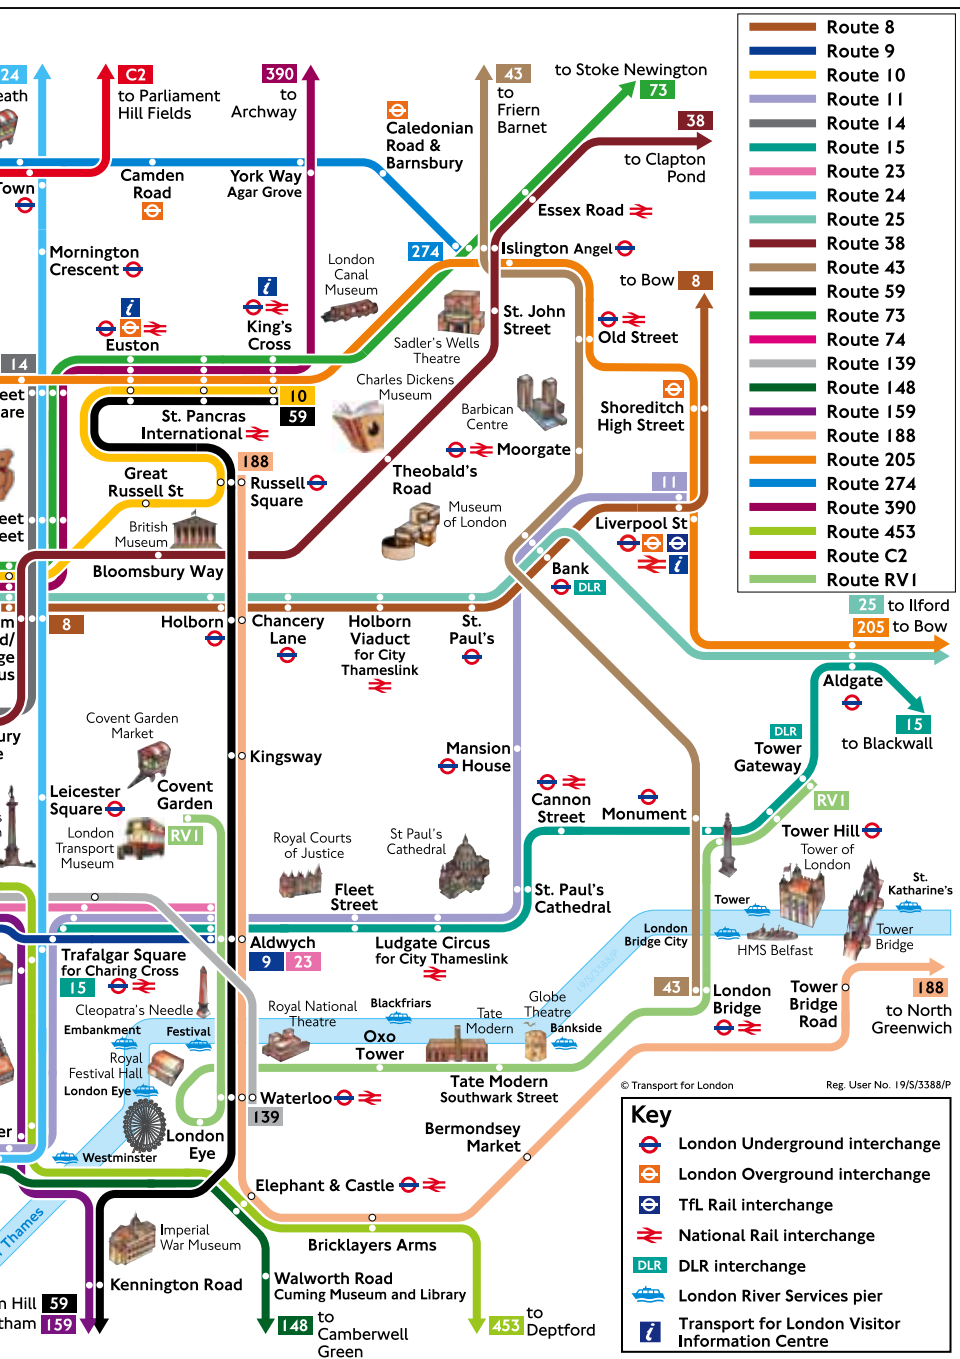 24
eath
C2
to Parliament
Hill Fields
390
to
Archway
Caledonian
Road &
Barnsbury
43
to
Friern
Barnet
to Stoke Newington
73
38
to Clapton
Pond
Route 8
Route 9
Route 10
Route 11
Route 14
Route 15
Route 23
Route 24
Route 25
Route 38
Route 43
Route 59
Route 73
Route 74
Route 139
Route 148
Route 159
Route 188
Route 205
Route 274
Route 390
Route 453
Route C2
Route RV1
Town
Camden
Road
York Way
Agar Grove
Essex Road
Mornington
Crescent
274
Islington Angel
London
Canal
Museum
to Bow 8
Euston
King's
Cross
St. John
Street
Old Street
Sadler's Wells
Theatre
14
eet
are
10
59
St. Pancras
International
Charles Dickens
Museum
Barbican
Centre
Shoreditch
High Street
Moorgate
188
Great
Russell St
Russell
Square
Theobald's
Road
Museum
of London
11
Liverpool St
eet
eet
British
Museum
Bloomsbury Way
Bank
DLR
25 to Ilford
205 to Bow
m
d/
ge
us
8
Holborn
Chancery
Lane
Holborn
Viaduct
for City
Thameslink
St.
Paul's
Aldgate
15
to Blackwall
ury
e
Covent Garden
Market
Kingsway
Mansion
House
DLR
Tower
Gateway
Leicester
Square
Covent
Garden
RV1
London
Transport
Museum
Cannon
Street
Monument
RV1
Tower Hill
Tower of
London
Royal Courts
of Justice
St Paul's
Cathedral
Fleet
Street
St. Paul's
Cathedral
St.
Katharine's
Tower
London
Bridge City
HMS Belfast
Tower
Bridge
Trafalgar Square
for Charing Cross
15
Aldwych
9 23
Ludgate Circus
for City Thameslink
19/S/3388/P
Cleopatra's Needle
Embankment
Festival
Royal National
Theatre
Blackfriars
Oxo
Tower
Tate
Modern
Globe
Theatre
Bankside
43
London
Bridge
Tower
Bridge
Road
188
to North
Greenwich
Royal
Festival Hall
London Eye
Waterloo
139
Tate Modern
Southwark Street
© Transport for London
Reg. User No. 19/S/3388/P
er
London
Eye
Westminster
Bermondsey
Market
Elephant & Castle
Thames
Imperial
War Museum
Bricklayers Arms
Kennington Road
Walworth Road
Cuming Museum and Library
n Hill 59
tham 159
148
to
Camberwell
Green
453
to
Deptford
Key
London Underground interchange
London Overground interchange
TfL Rail interchange
National Rail interchange
DLR DLR interchange
London River Services pier
Transport for London Visitor
Information Centre